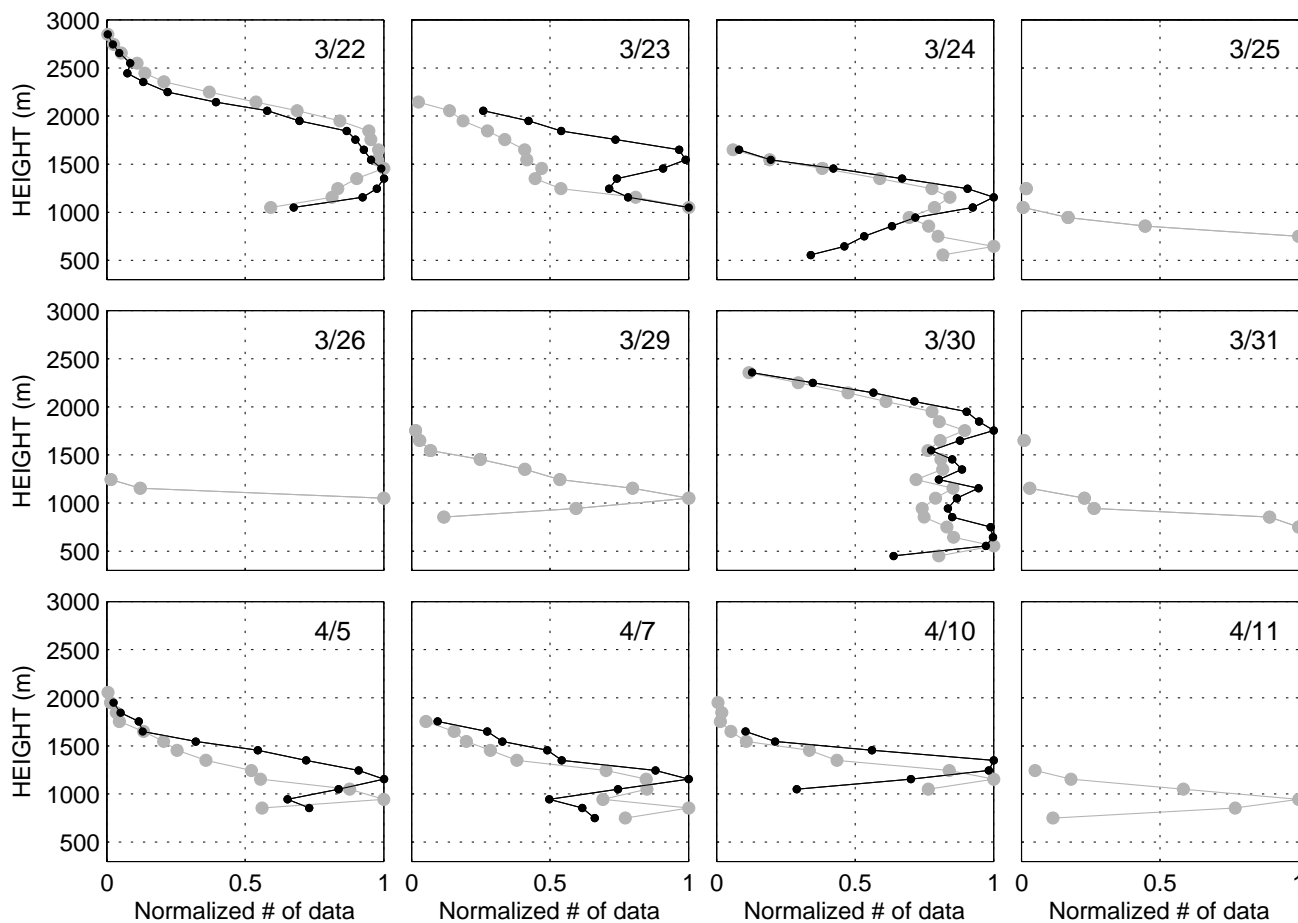 3000
3/22 3/23 3/24 3/25
2500
2000
HEIGHT (m)
1500
1000
500
3000
3/26 3/29 3/30 3/31
2500
2000
HEIGHT (m)
1500
1000
500
3000
4/5 4/7 4/10 4/11
2500
2000
HEIGHT (m)
1500
1000
500
0 0.5 1 0 0.5 1 0 0.5 1 0 0.5 1
Normalized # of data Normalized # of data Normalized # of data Normalized # of data